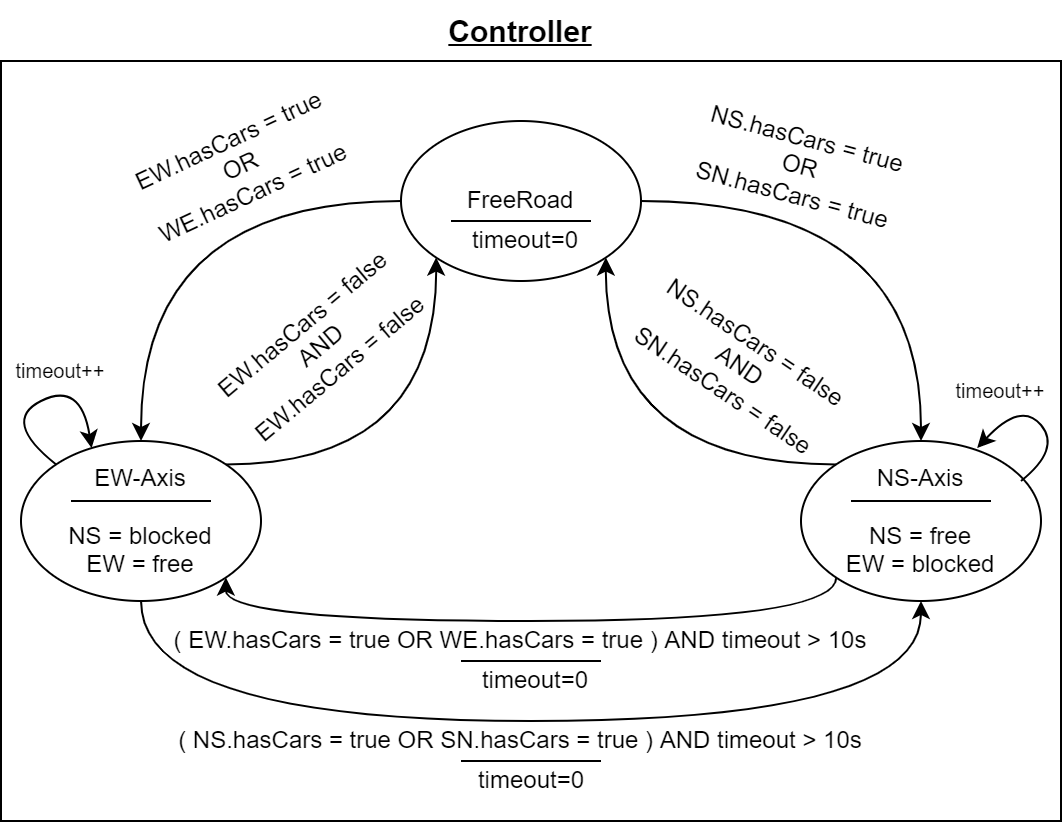 Controller
EW.hasCars = true
OR
WE.hasCars = true
NS.hasCars = true
OR
SN.hasCars = true
FreeRoad
timeout=0
EW.hasCars = false
AND
EW.hasCars = false
NS.hasCars = false
AND
SN.hasCars = false
timeout++
timeout++
EW-Axis
NS = blocked
EW = free
NS-Axis
NS = free
EW = blocked
( EW.hasCars = true OR WE.hasCars = true ) AND timeout > 10s
timeout=0
( NS.hasCars = true OR SN.hasCars = true ) AND timeout > 10s
timeout=0